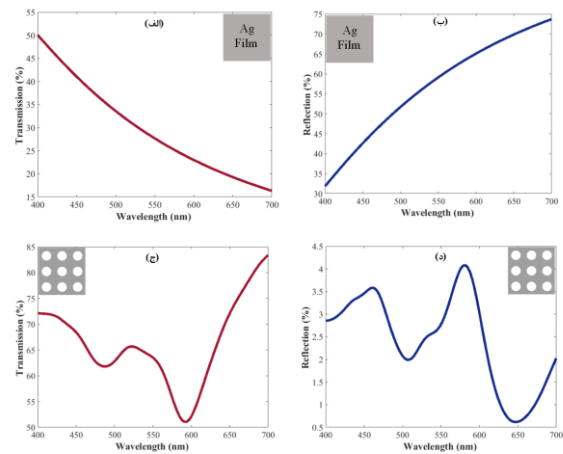 (الف)
Ag
Film
Transmission (%)
55
50
45
40
35
30
25
20
15
10
400 450 500 550 600 650 700
Wavelength (nm)
(ب)
Ag
Film
Reflection (%)
75
70
65
60
55
50
45
40
35
30
400 450 500 550 600 650 700
Wavelength (nm)
(ج)
Transmission (%)
85
80
75
70
65
60
55
50
400 450 500 550 600 650 700
Wavelength (nm)
(د)
Reflection (%)
4.5
4
3.5
3
2.5
2
1.5
1
0.5
400 450 500 550 600 650 700
Wavelength (nm)